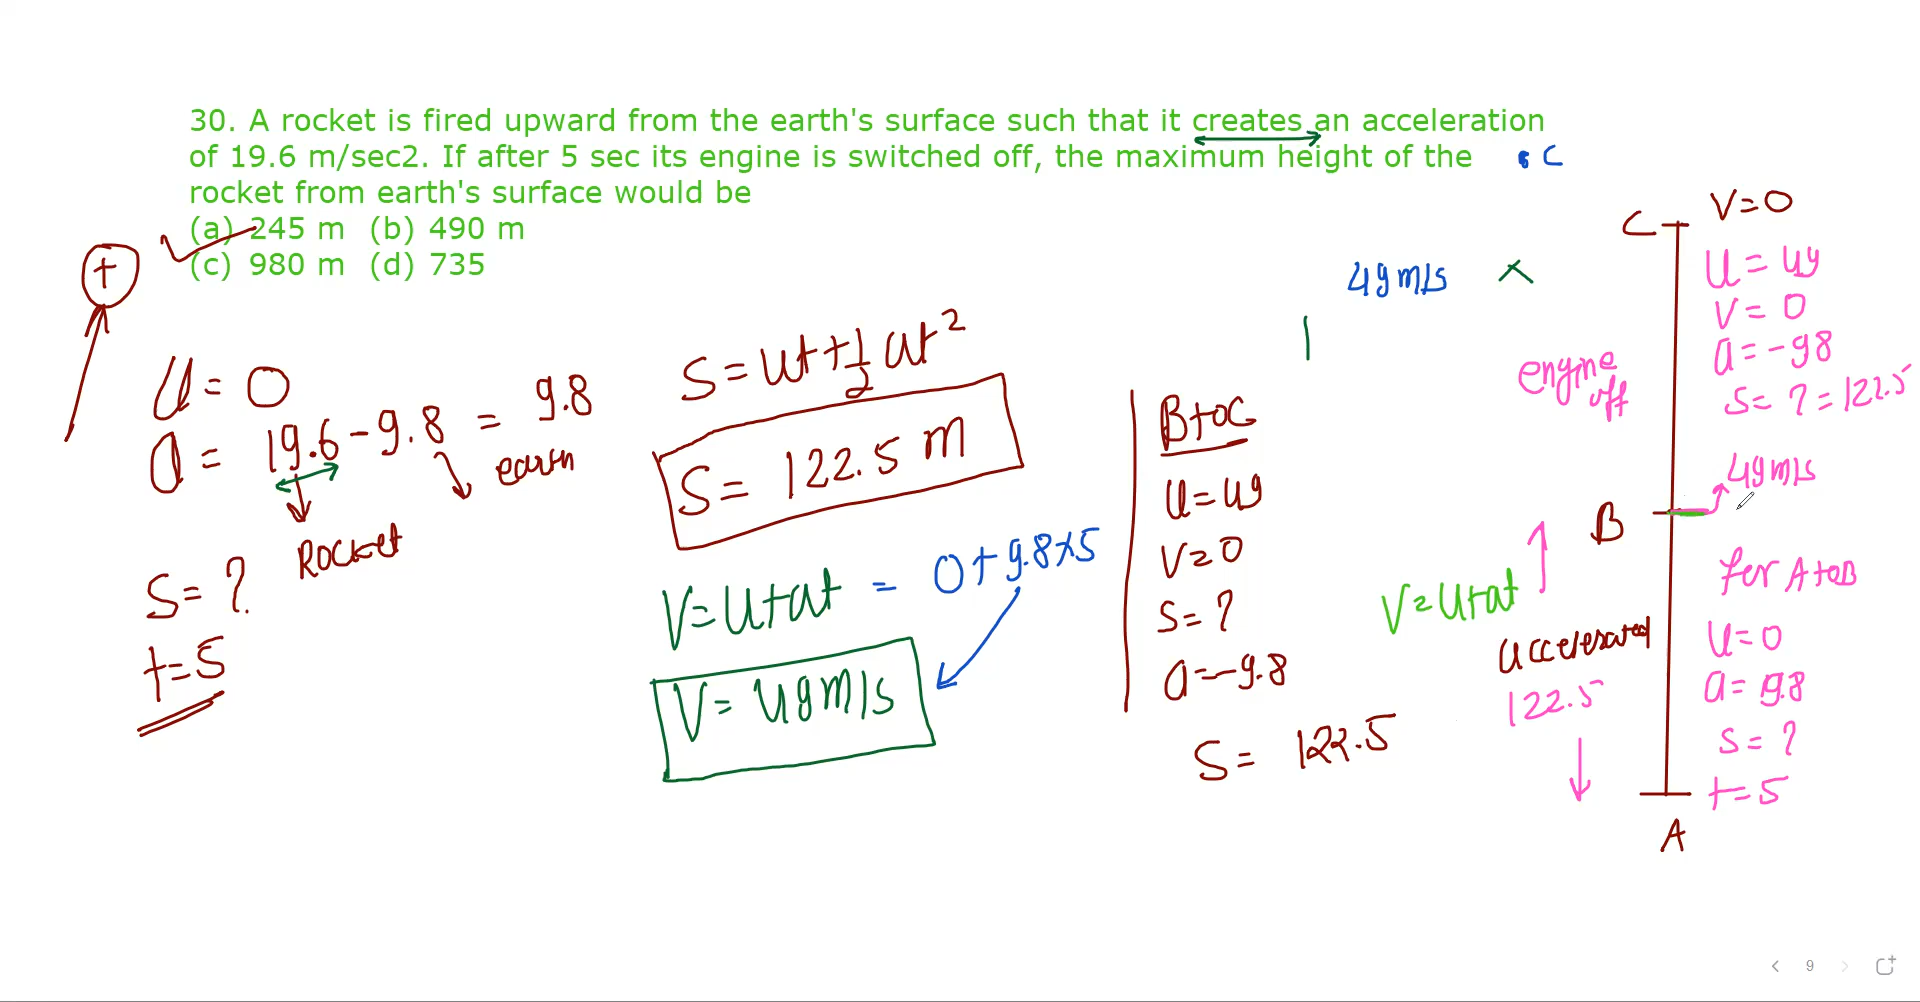 30. A rocket is fired upward from the earth's surface such that it creates an acceleration
of 19.6 m/sec2. If after 5 sec its engine is switched off, the maximum height of the
rocket from earth's surface would be
(a) 245 m (b) 490 m
(c) 980 m (d) 735
+
u = 0
a = 19.6 - 9.8 = 9.8
earth
Rocket
S = ?
t = 5
S = ut + 1/2 at²
S = 122.5 m
V = u + at = 0 + 9.8 x 5
V = 49 m/s
B to C
u = 49
V = 0
S = ?
a = -9.8
S = 122.5
C
49 m/s
engine
off
V = u + at
accelerated
122.5
C
V = 0
u = 49
V = 0
a = -98
S = ? = 122.5
49 m/s
B
for A to B
u = 0
a = 9.8
S = ?
t = 5
A
9